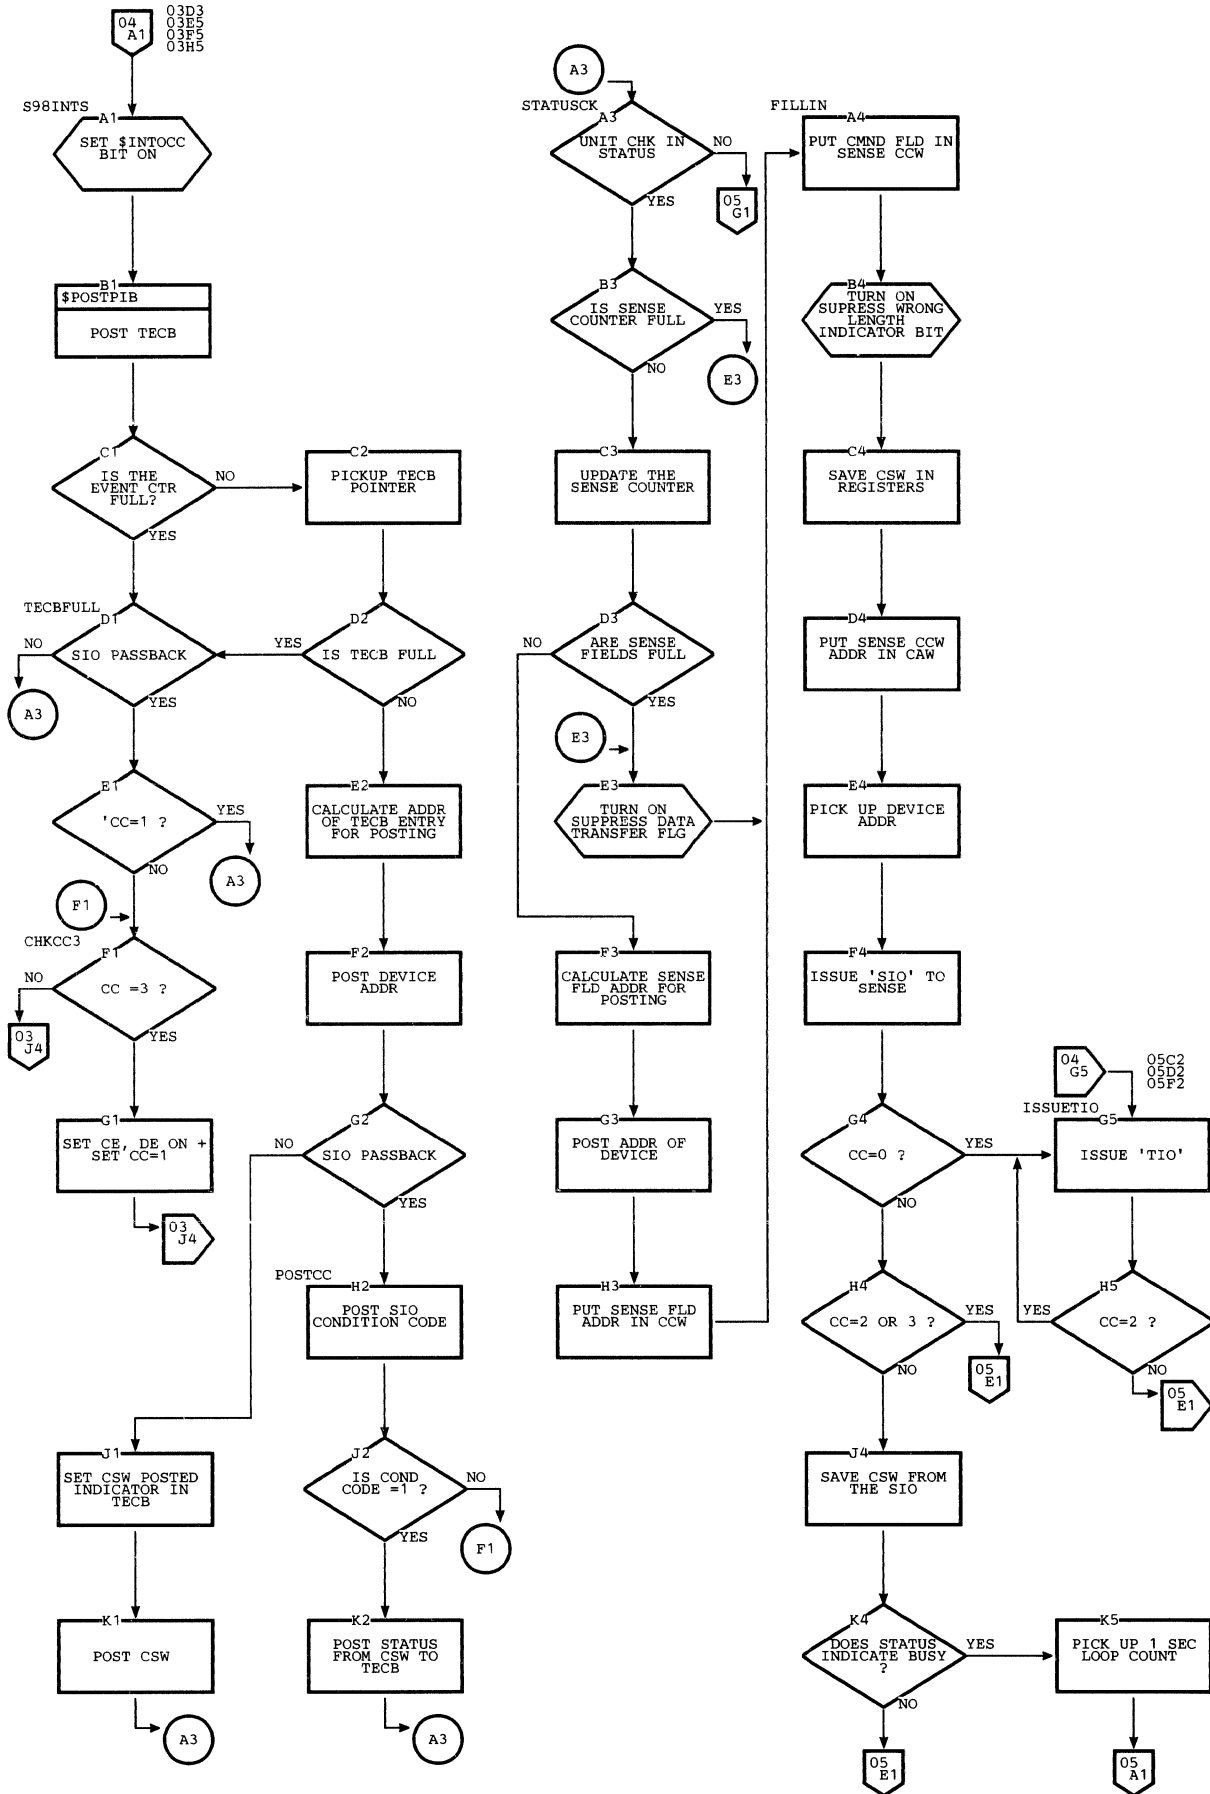 04
A1
03D3
03E5
03F5
03H5
S98INTS
A1
SET $INTOCC
BIT ON
B1
$POSTPIB
POST TECB
C1
IS THE
EVENT CTR
FULL?
NO
YES
C2
PICKUP TECB
POINTER
TECBFULL
D1
SIO PASSBACK
NO
YES
A3
D2
IS TECB FULL
YES
NO
E1
'CC=1 ?
YES
NO
A3
E2
CALCULATE ADDR
OF TECB ENTRY
FOR POSTING
F1
CHKCC3
F1
CC =3 ?
NO
YES
03
J4
F2
POST DEVICE
ADDR
G1
SET CE, DE ON +
SET CC=1
03
J4
G2
SIO PASSBACK
NO
YES
POSTCC
H2
POST SIO
CONDITION CODE
J1
SET CSW POSTED
INDICATOR IN
TECB
J2
IS COND
CODE =1 ?
NO
YES
F1
K1
POST CSW
A3
K2
POST STATUS
FROM CSW TO
TECB
A3
A3
STATUSCK
A3
UNIT CHK IN
STATUS
NO
YES
05
G1
B3
IS SENSE
COUNTER FULL
YES
NO
E3
C3
UPDATE THE
SENSE COUNTER
D3
ARE SENSE
FIELDS FULL
NO
YES
E3
E3
TURN ON
SUPPRESS DATA
TRANSFER FLG
F3
CALCULATE SENSE
FLD ADDR FOR
POSTING
G3
POST ADDR OF
DEVICE
H3
PUT SENSE FLD
ADDR IN CCW
FILLIN
A4
PUT CMND FLD IN
SENSE CCW
B4
TURN ON
SUPRESS WRONG
LENGTH
INDICATOR BIT
C4
SAVE CSW IN
REGISTERS
D4
PUT SENSE CCW
ADDR IN CAW
E4
PICK UP DEVICE
ADDR
F4
ISSUE 'SIO' TO
SENSE
G4
CC=0 ?
YES
NO
04
G5
05C2
05D2
05F2
ISSUETIO
G5
ISSUE 'TIO'
H4
CC=2 OR 3 ?
YES
NO
05
E1
H5
CC=2 ?
YES
NO
05
E1
J4
SAVE CSW FROM
THE SIO
K4
DOES STATUS
INDICATE BUSY
?
YES
NO
05
E1
K5
PICK UP 1 SEC
LOOP COUNT
05
A1